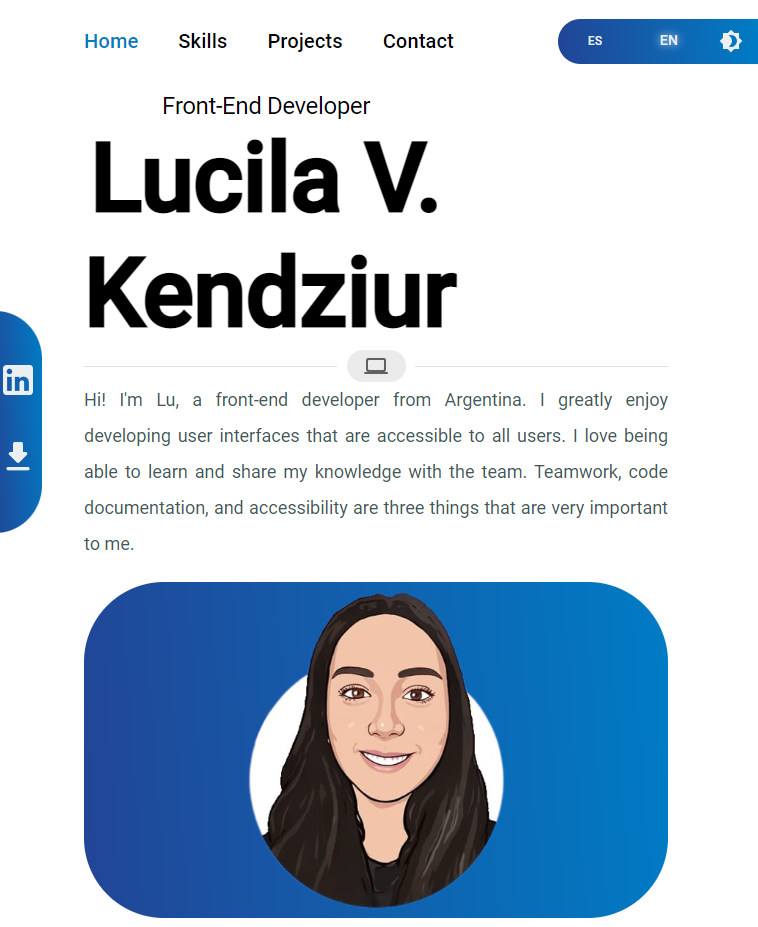 Home Skills Projects Contact
ES EN
Front-End Developer
Lucila V.
Kendziur
in
Hi! I'm Lu, a front-end developer from Argentina. I greatly enjoy
developing user interfaces that are accessible to all users. I love being
able to learn and share my knowledge with the team. Teamwork, code
documentation, and accessibility are three things that are very important
to me.